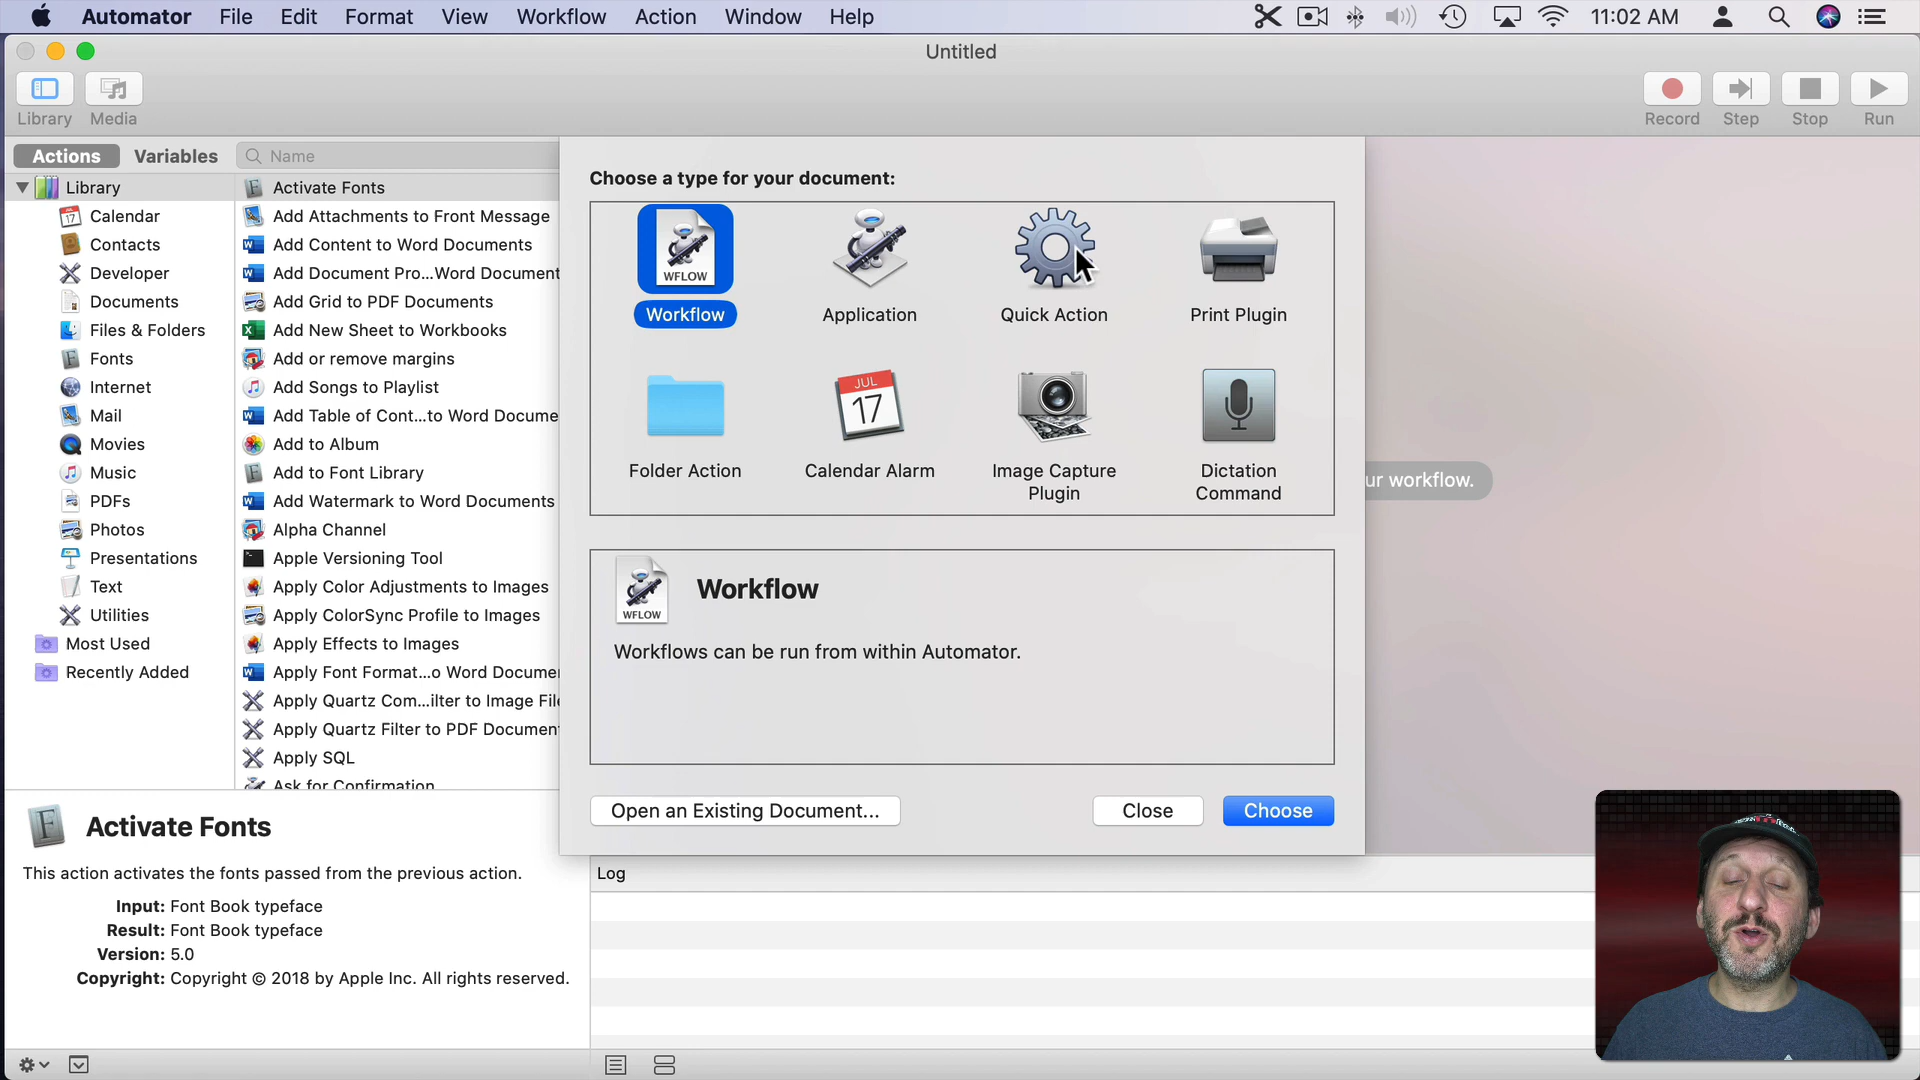 Automator File Edit Format View Workflow Action Window Help 11:02 AM
Untitled
Library Media Record Step Stop Run
Actions Variables Name
Library
Calendar
Contacts
Developer
Documents
Files & Folders
Fonts
Internet
Mail
Movies
Music
PDFs
Photos
Presentations
Text
Utilities
Most Used
Recently Added
Activate Fonts
Add Attachments to Front Message
Add Content to Word Documents
Add Document Pro...Word Document
Add Grid to PDF Documents
Add New Sheet to Workbooks
Add or remove margins
Add Songs to Playlist
Add Table of Cont...to Word Docume
Add to Album
Add to Font Library
Add Watermark to Word Documents
Alpha Channel
Apple Versioning Tool
Apply Color Adjustments to Images
Apply ColorSync Profile to Images
Apply Effects to Images
Apply Font Format...o Word Docume
Apply Quartz Com...ilter to Image Fil
Apply Quartz Filter to PDF Documen
Apply SQL
Ask for Confirmation
Choose a type for your document:
WFLOW
Workflow Application Quick Action Print Plugin
JUL
17
Folder Action Calendar Alarm Image Capture Plugin Dictation Command
ur workflow.
WFLOW
Workflow
Workflows can be run from within Automator.
Open an Existing Document... Close Choose
Activate Fonts
This action activates the fonts passed from the previous action.
Input: Font Book typeface
Result: Font Book typeface
Version: 5.0
Copyright: Copyright © 2018 by Apple Inc. All rights reserved.
Log